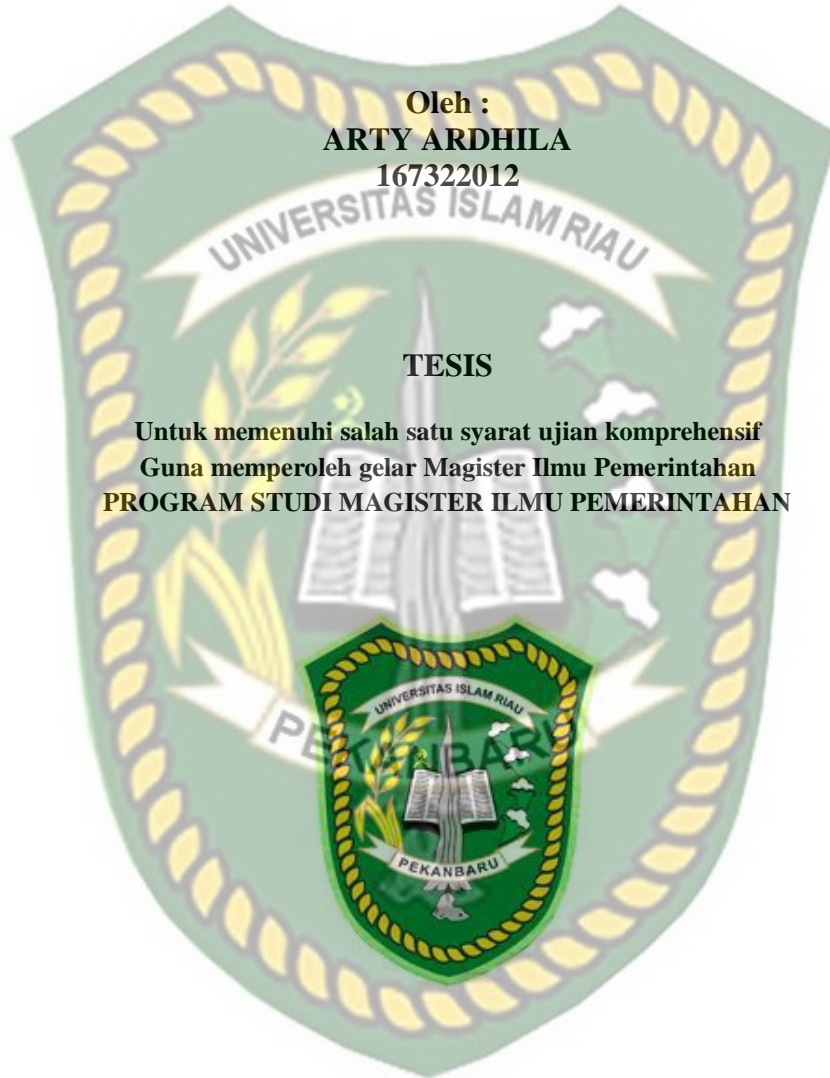 Oleh :
ARTY ARDHILA
167322012
UNIVERSITAS ISLAM RIAU
TESIS
Untuk memenuhi salah satu syarat ujian komprehensif
Guna memperoleh gelar Magister Ilmu Pemerintahan
PROGRAM STUDI MAGISTER ILMU PEMERINTAHAN
UNIVERSITAS ISLAM RIAU
PEKANBARU
PEKANBARU